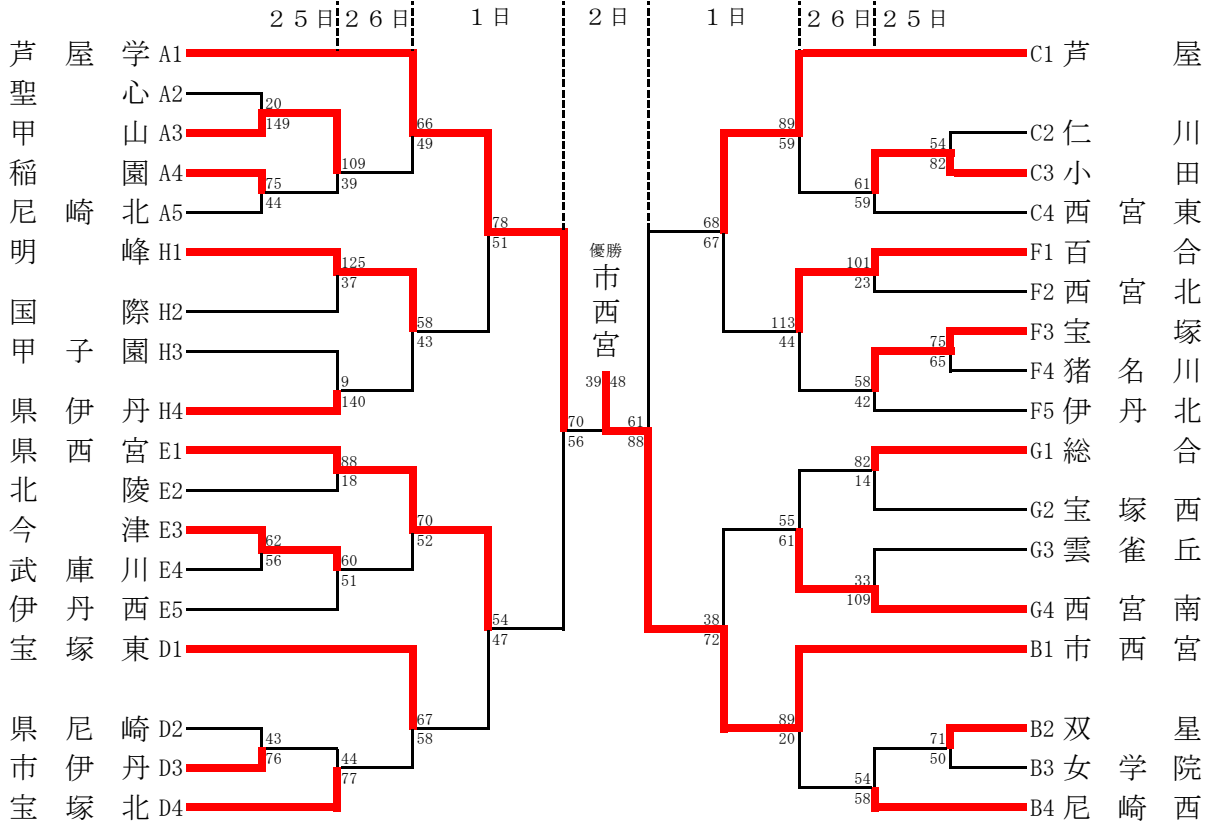 ２５日 ２６日 １日 ２日 １日 ２６日 ２５日
芦屋学 A1
聖心 A2
20
149
甲山 A3
109
39
稲園 A4
75
44
尼崎北 A5
66
49
明峰 H1
125
37
国際 H2
58
43
甲子園 H3
9
140
県伊丹 H4
78
51
県西宮 E1
88
18
北陵 E2
70
52
今津 E3
62
56
武庫川 E4
60
51
伊丹西 E5
54
47
宝塚東 D1
67
58
県尼崎 D2
43
76
市伊丹 D3
44
77
宝塚北 D4
70
56
優勝
市西宮
39 48
61
88
C1 芦屋
89
59
C2 仁川
54
82
C3 小田
61
59
C4 西宮東
68
67
F1 百合
101
23
F2 西宮北
113
44
F3 宝塚
75
65
F4 猪名川
58
42
F5 伊丹北
G1 総合
82
14
G2 宝塚西
55
61
G3 雲雀丘
33
109
G4 西宮南
38
72
B1 市西宮
89
20
B2 双星
71
50
B3 女学院
54
58
B4 尼崎西